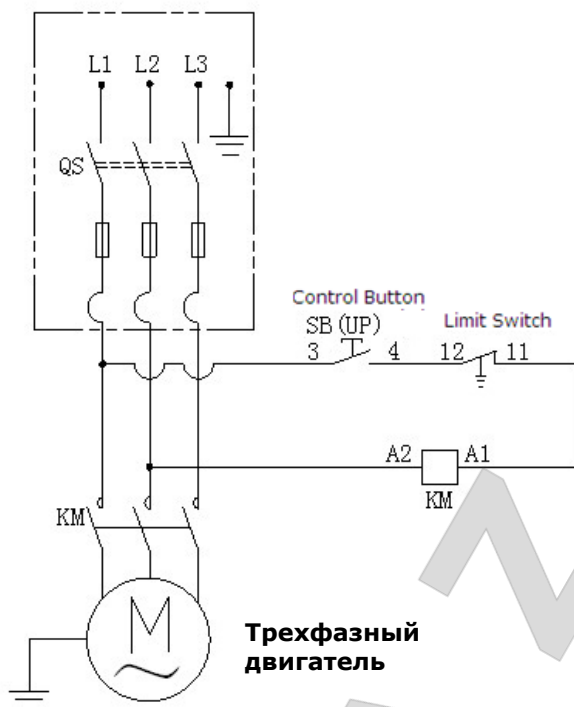 L1 L2 L3
QS
Control Button
SB(UP)
Limit Switch
3 4 12 11
A2 A1
KM
KM
M
Трехфазный
двигатель